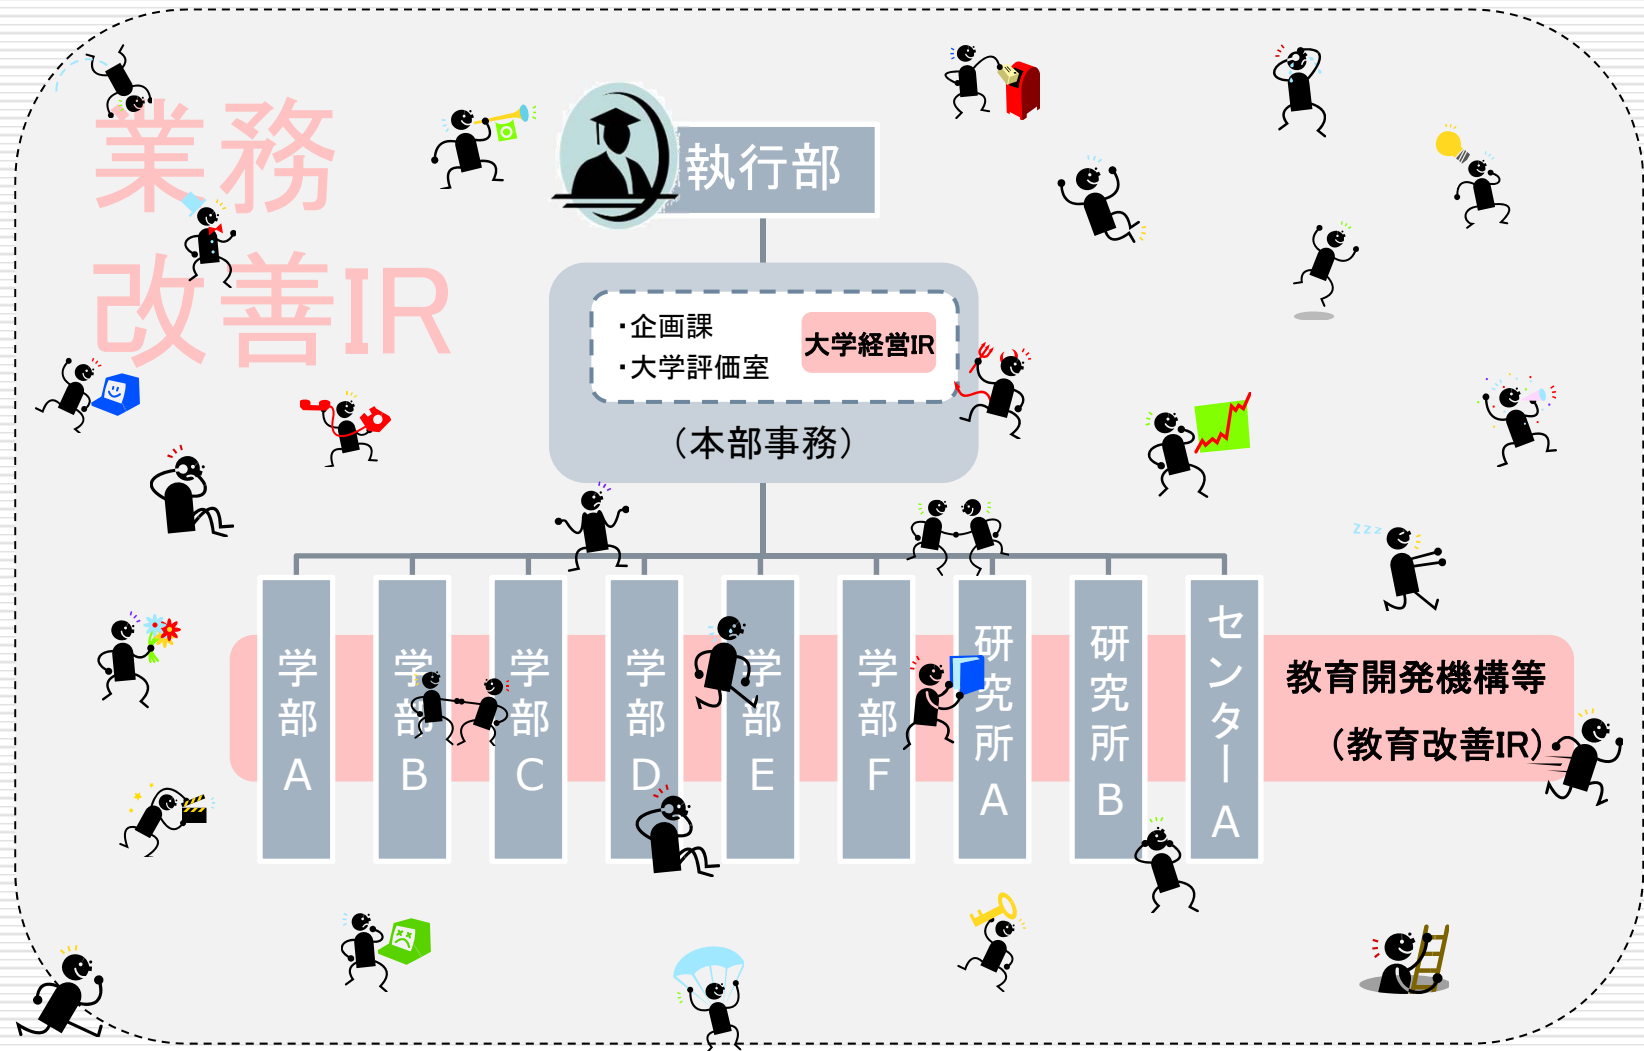 業務
改善IR
執行部
・企画課
・大学評価室
大学経営IR
（本部事務）
学部A
学部B
学部C
学部D
学部E
学部F
研究所A
研究所B
センターA
教育開発機構等
（教育改善IR）
zzz